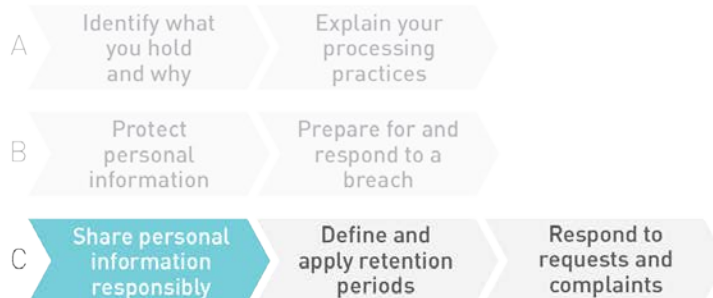 A
Identify what
you hold
and why
Explain your
processing
practices
B
Protect
personal
information
Prepare for and
respond to a
breach
C
Share personal
information
responsibly
Define and
apply retention
periods
Respond to
requests and
complaints